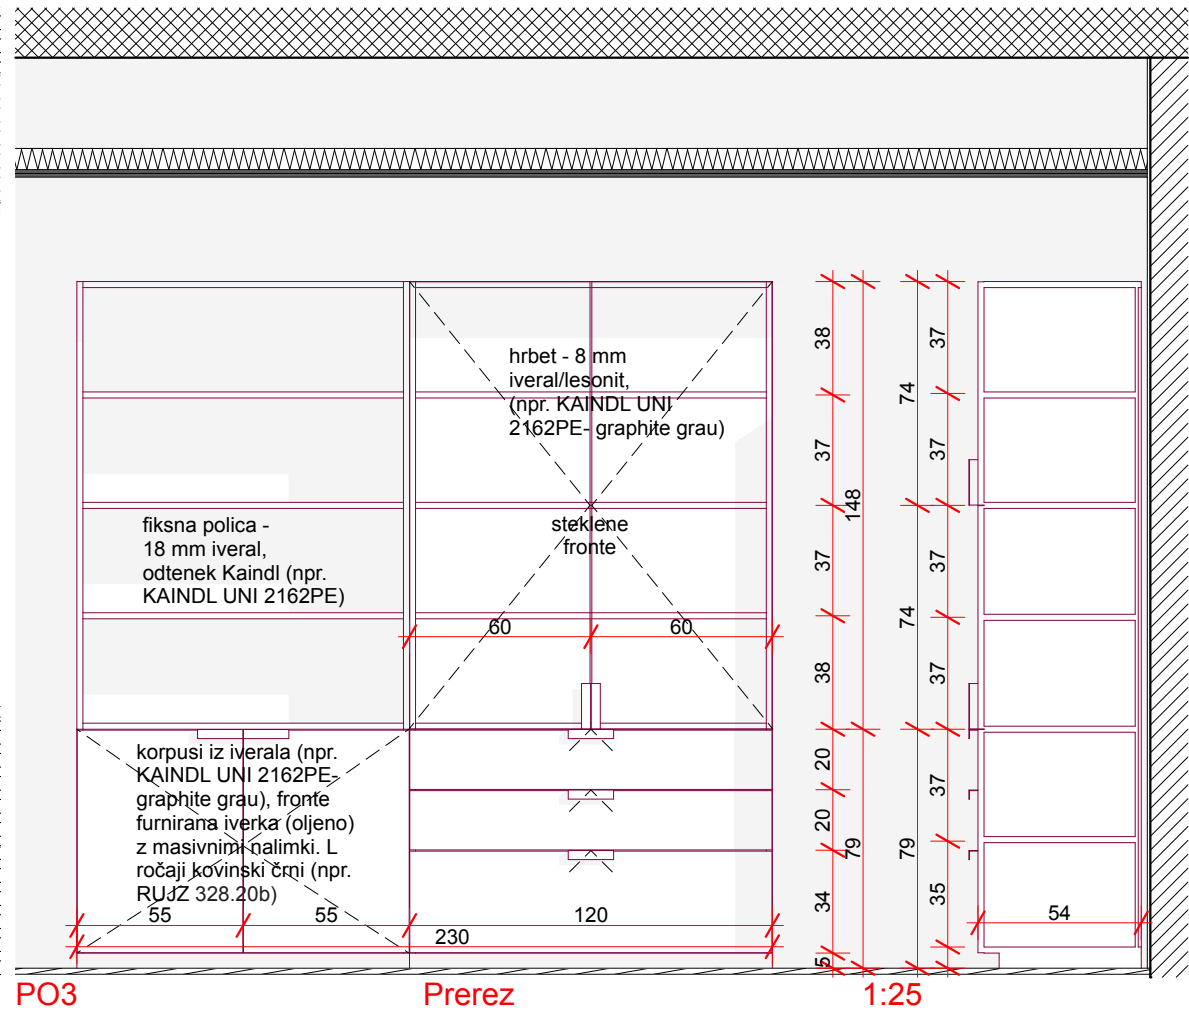 hrbet - 8 mm
iveral/lesonit,
(npr. KAINDL UNI
2162PE- graphite grau)
steklene
fronte
fiksna polica -
18 mm iveral,
odtenek Kaindl (npr.
KAINDL UNI 2162PE)
60
60
korpusi iz iverala (npr.
KAINDL UNI 2162PE-
graphite grau), fronte
furnirana iverka (oljeno)
z masivnimi nalimki. L
ročaji kovinski črni (npr.
RUJZ 328.20b)
55
55
120
230
38
37
37
38
20
20
34
5
148
79
74
74
79
37
37
37
37
37
35
54
PO3
Prerez
1:25